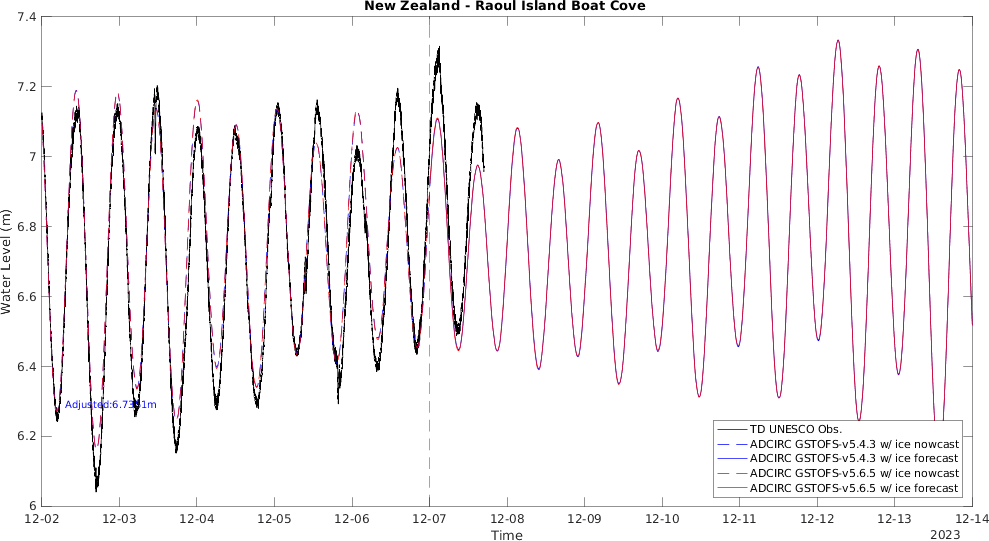 New Zealand - Raoul Island Boat Cove
7.4
7.2
7
6.8
6.6
6.4
6.2
6
Water Level (m)
TD UNESCO Obs.
ADCIRC GSTOFS-v5.4.3 w/ ice nowcast
ADCIRC GSTOFS-v5.4.3 w/ ice forecast
ADCIRC GSTOFS-v5.6.5 w/ ice nowcast
ADCIRC GSTOFS-v5.6.5 w/ ice forecast
12-02 12-03 12-04 12-05 12-06 12-07 12-08 12-09 12-10 12-11 12-12 12-13 12-14
Time
2023